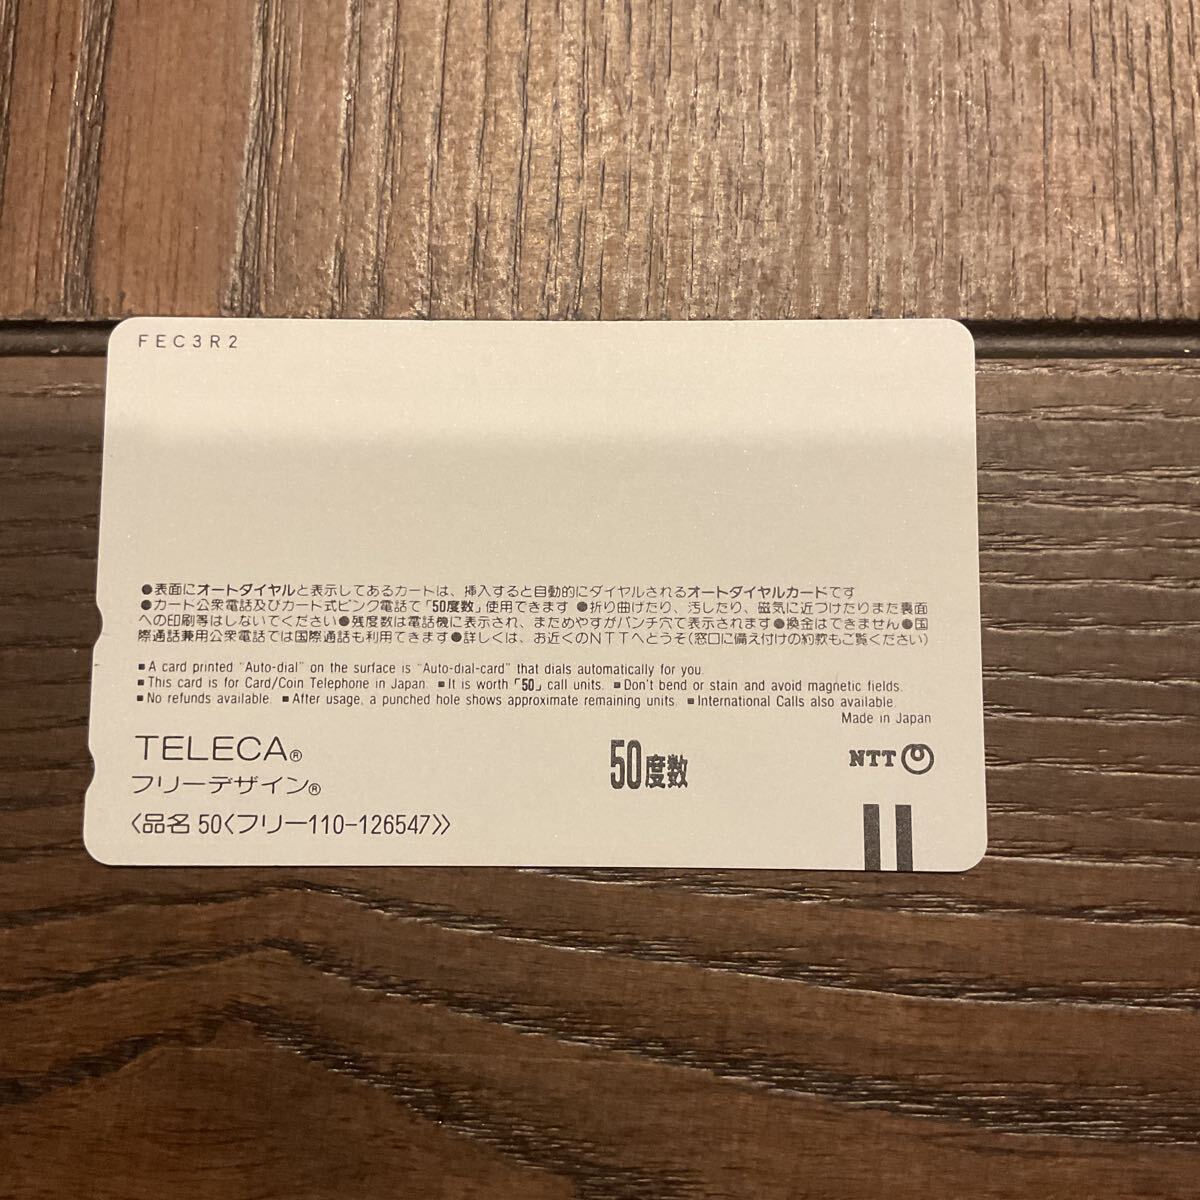 FEC3R2
●表面にオートダイヤルと表示してあるカードは、挿入すると自動的にダイヤルされるオートダイヤルカードです
●カード公衆電話及びカード式ピンク電話で「50度数」使用できます ●折り曲げたり、汚したり、磁気に近づけたりまた裏面
への印刷等はしないでください●残度数は電話機に表示され、まためやすがパンチ穴で表示されます●換金はできません●国
際通話兼用公衆電話では国際通話も利用できます●詳しくは、お近くのNTTへどうぞ(窓口に備え付けの約款もご覧ください)
■A card printed "Auto-dial" on the surface is "Auto-dial-card" that dials automatically for you.
■This card is for Card/Coin Telephone in Japan. ■It is worth「50」call units. ■Don't bend or stain and avoid magnetic fields.
■No refunds available. ■After usage, a punched hole shows approximate remaining units. ■International Calls also available.
Made in Japan
TELECA®
50度数
NTT
フリーデザイン®
〈品名 50〈フリー110-126547〉〉